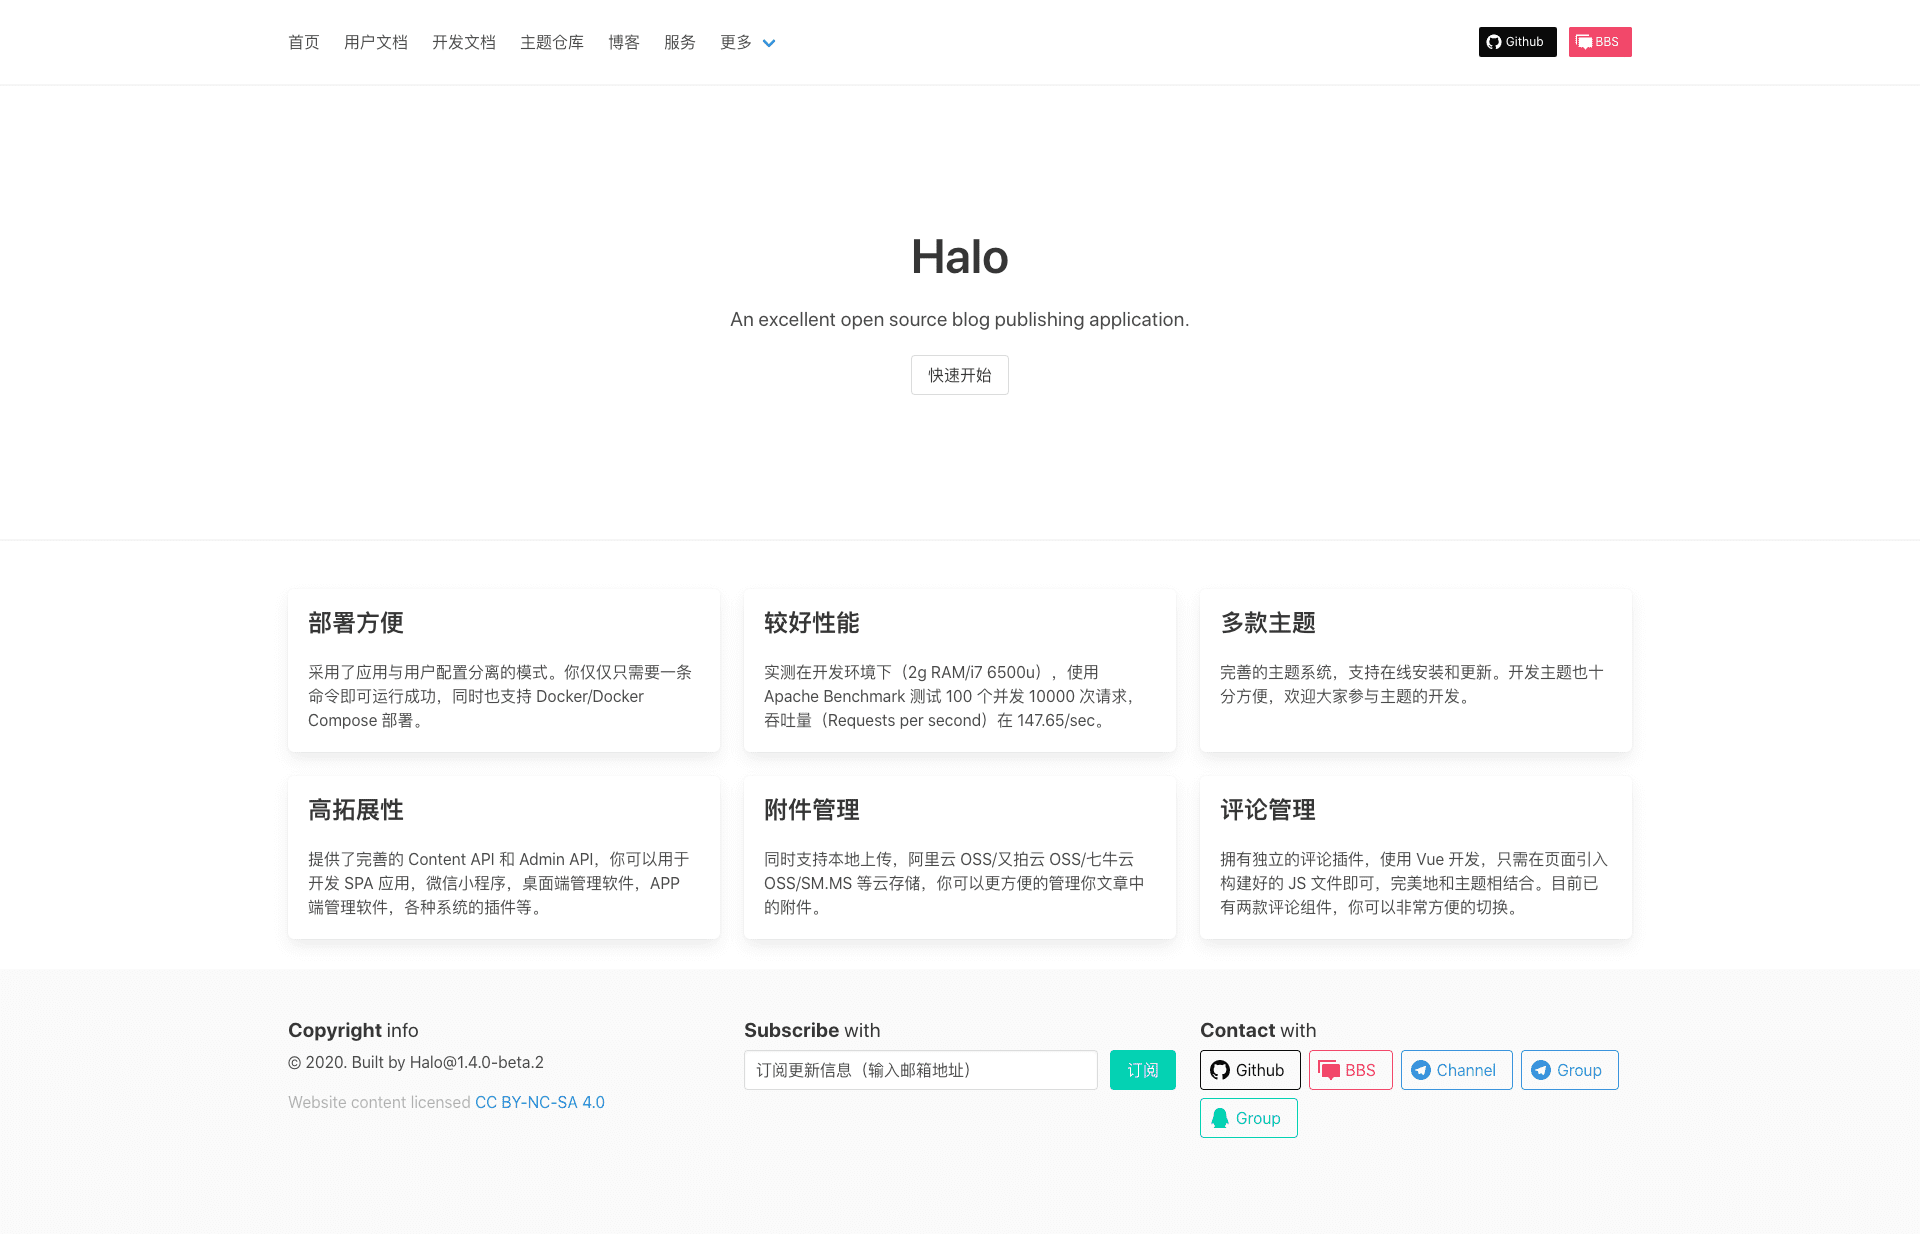 首页 用户文档 开发文档 主题仓库 博客 服务 更多 Github BBS
Halo
An excellent open source blog publishing application.
快速开始
部署方便
采用了应用与用户配置分离的模式。你仅仅只需要一条
命令即可运行成功，同时也支持 Docker/Docker
Compose 部署。
较好性能
实测在开发环境下（2g RAM/i7 6500u），使用
Apache Benchmark 测试 100 个并发 10000 次请求，
吞吐量（Requests per second）在 147.65/sec。
多款主题
完善的主题系统，支持在线安装和更新。开发主题也十
分方便，欢迎大家参与主题的开发。
高拓展性
提供了完善的 Content API 和 Admin API，你可以用于
开发 SPA 应用，微信小程序，桌面端管理软件，APP
端管理软件，各种系统的插件等。
附件管理
同时支持本地上传，阿里云 OSS/又拍云 OSS/七牛云
OSS/SM.MS 等云存储，你可以更方便的管理你文章中
的附件。
评论管理
拥有独立的评论插件，使用 Vue 开发，只需在页面引入
构建好的 JS 文件即可，完美地和主题相结合。目前已
有两款评论组件，你可以非常方便的切换。
Copyright info
© 2020. Built by Halo@1.4.0-beta.2
Website content licensed CC BY-NC-SA 4.0
Subscribe with
订阅更新信息（输入邮箱地址） 订阅
Contact with
Github BBS Channel Group
Group